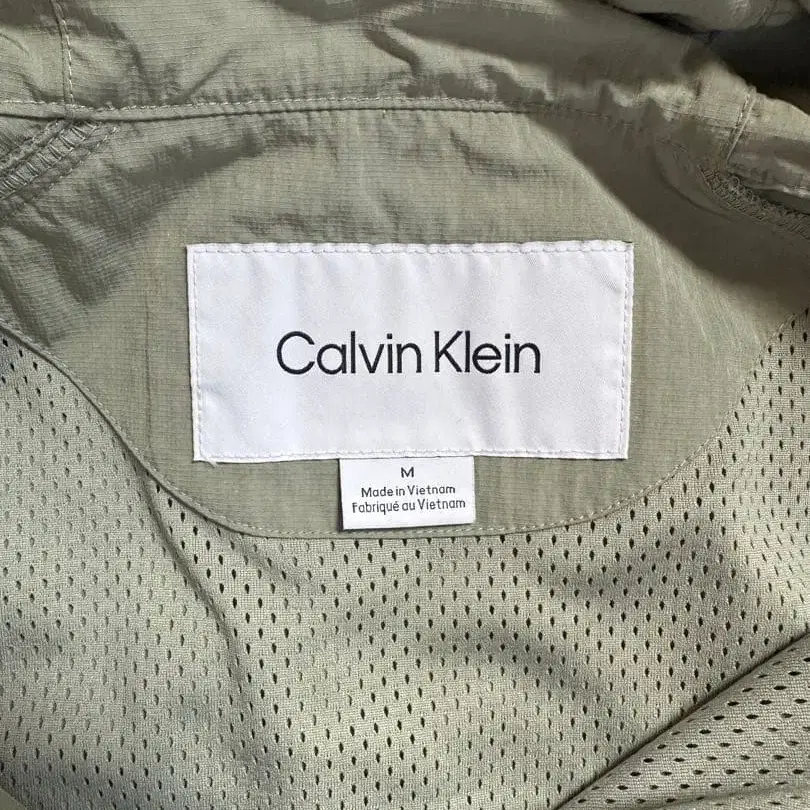 Calvin Klein
M
Made in Vietnam
Fabriqué au Vietnam